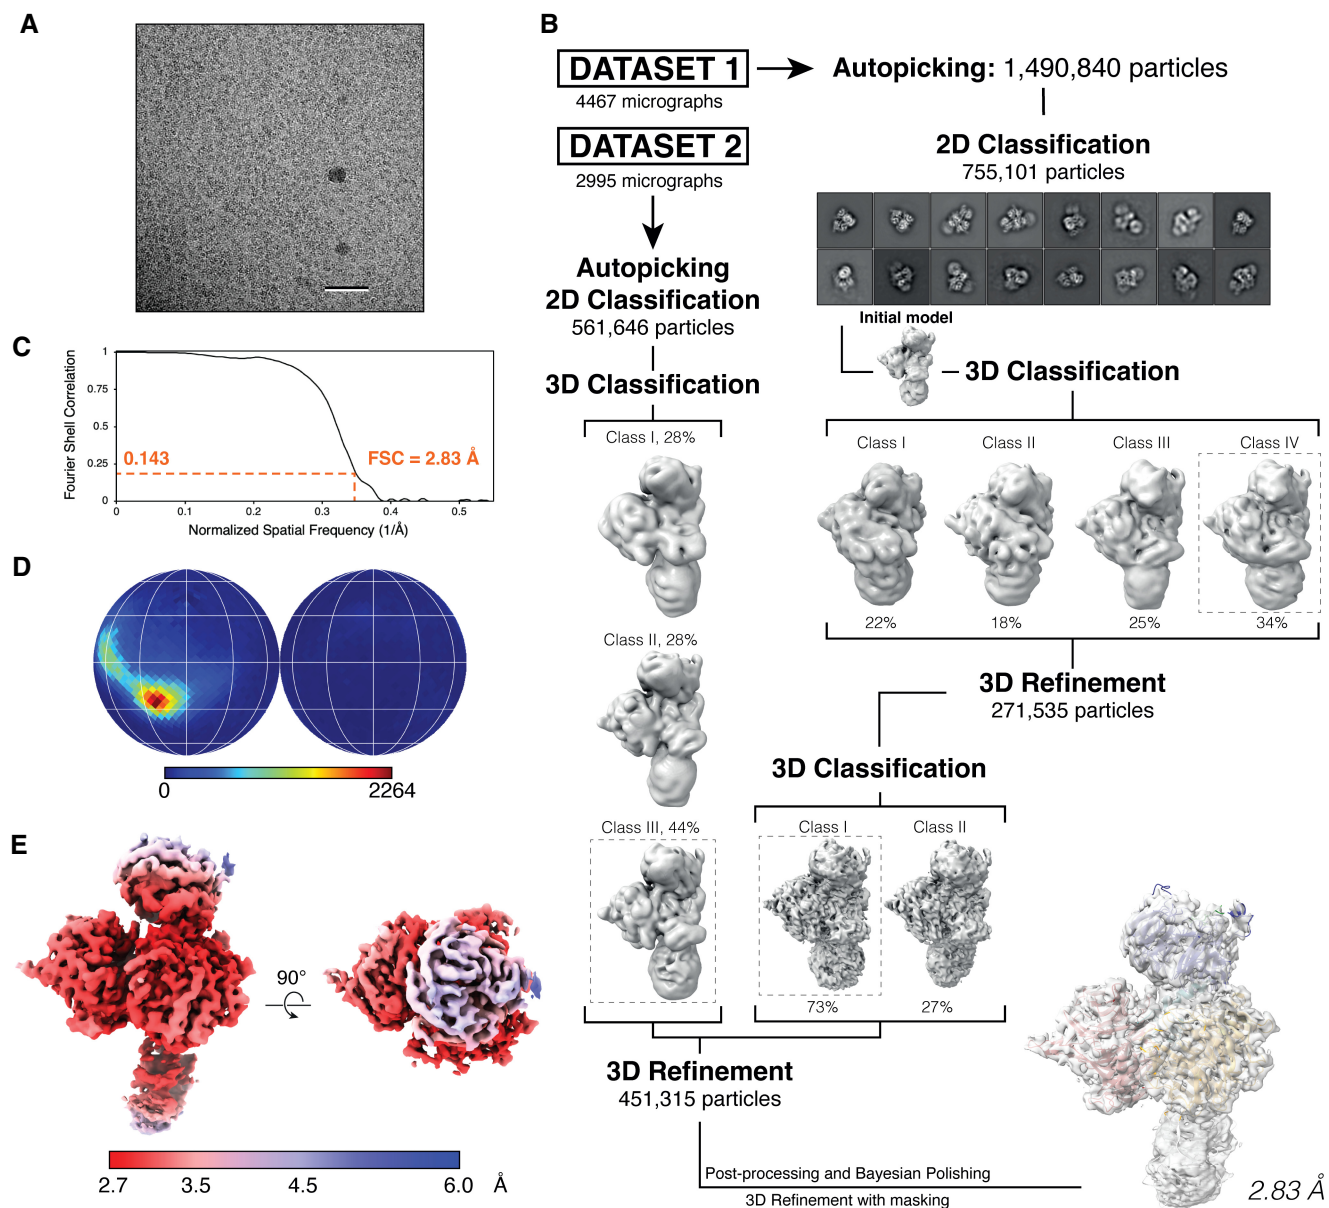 A
B
DATASET 1
4467 micrographs
Autopicking: 1,490,840 particles
DATASET 2
2995 micrographs
2D Classification
755,101 particles
Autopicking
2D Classification
561,646 particles
3D Classification
Initial model
3D Classification
C
Fourier Shell Correlation
1
0.75
0.5
0.25
0
0.143
FSC = 2.83 Å
0
0.1
0.2
0.3
0.4
0.5
Normalized Spatial Frequency (1/Å)
Class I, 28%
Class II, 28%
Class III, 44%
Class I
Class II
Class III
Class IV
22%
18%
25%
34%
3D Refinement
271,535 particles
3D Classification
Class I
Class II
73%
27%
D
0
2264
E
90°
2.7
3.5
4.5
6.0
Å
3D Refinement
451,315 particles
Post-processing and Bayesian Polishing
3D Refinement with masking
2.83 Å